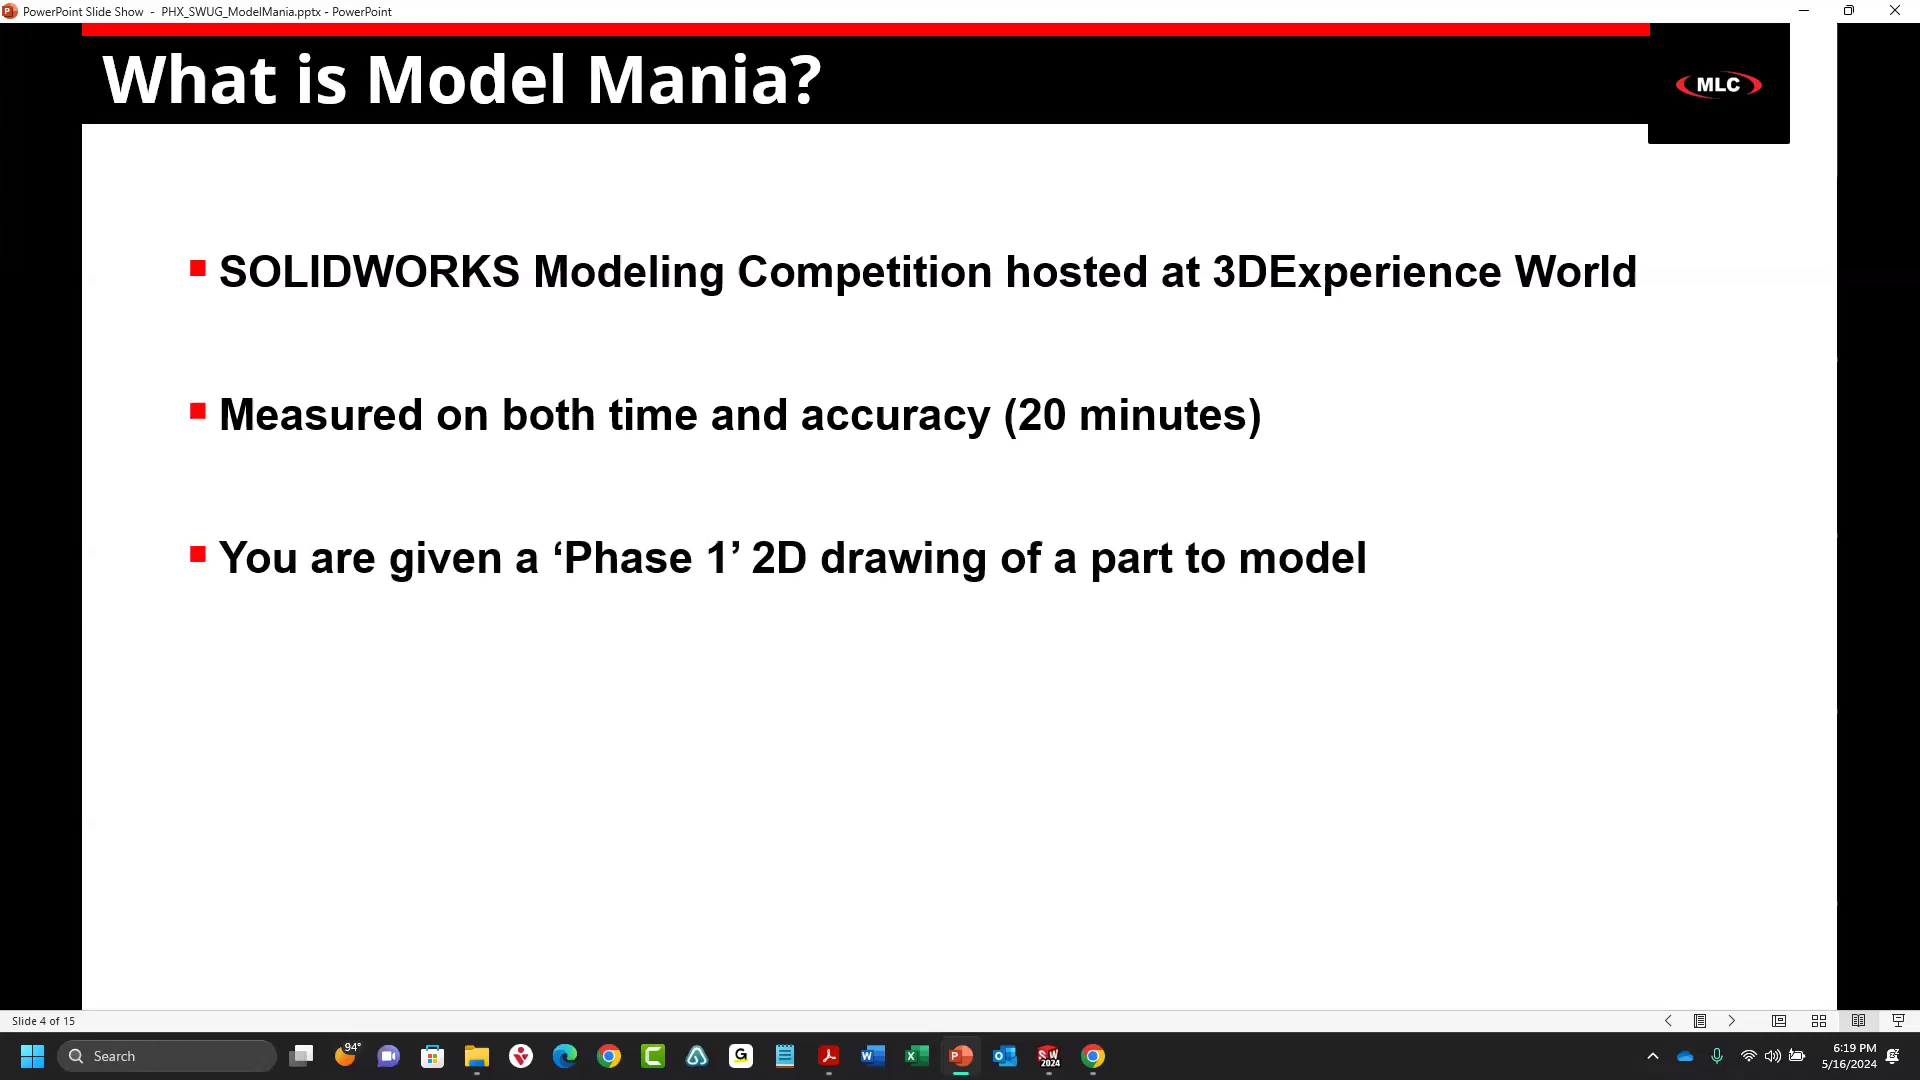 PowerPoint Slide Show - PHX_SWUG_ModelMania.pptx - PowerPoint
What is Model Mania?
MLC
SOLIDWORKS Modeling Competition hosted at 3DExperience World
Measured on both time and accuracy (20 minutes)
You are given a ‘Phase 1’ 2D drawing of a part to model
Slide 4 of 15
Search
94°
6:19 PM
5/16/2024